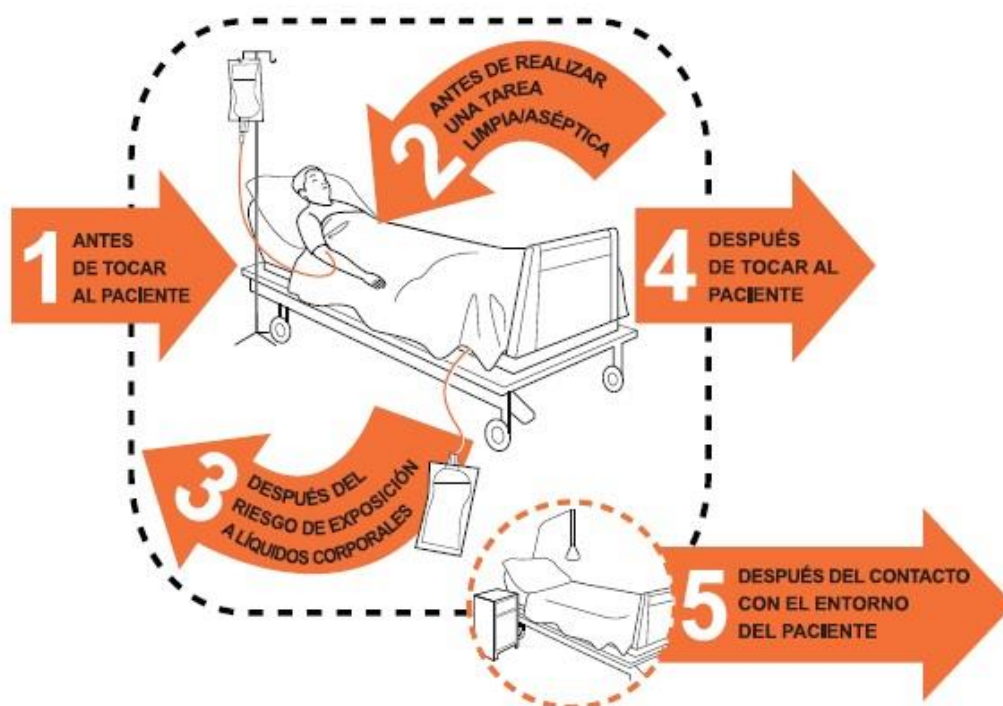 1
ANTES
DE TOCAR
AL PACIENTE
2
ANTES DE REALIZAR
UNA TAREA
LIMPIA/ASÉPTICA
3
DESPUÉS DEL
RIESGO DE EXPOSICIÓN
A LÍQUIDOS CORPORALES
4
DESPUÉS
DE TOCAR AL
PACIENTE
5
DESPUÉS DEL CONTACTO
CON EL ENTORNO
DEL PACIENTE